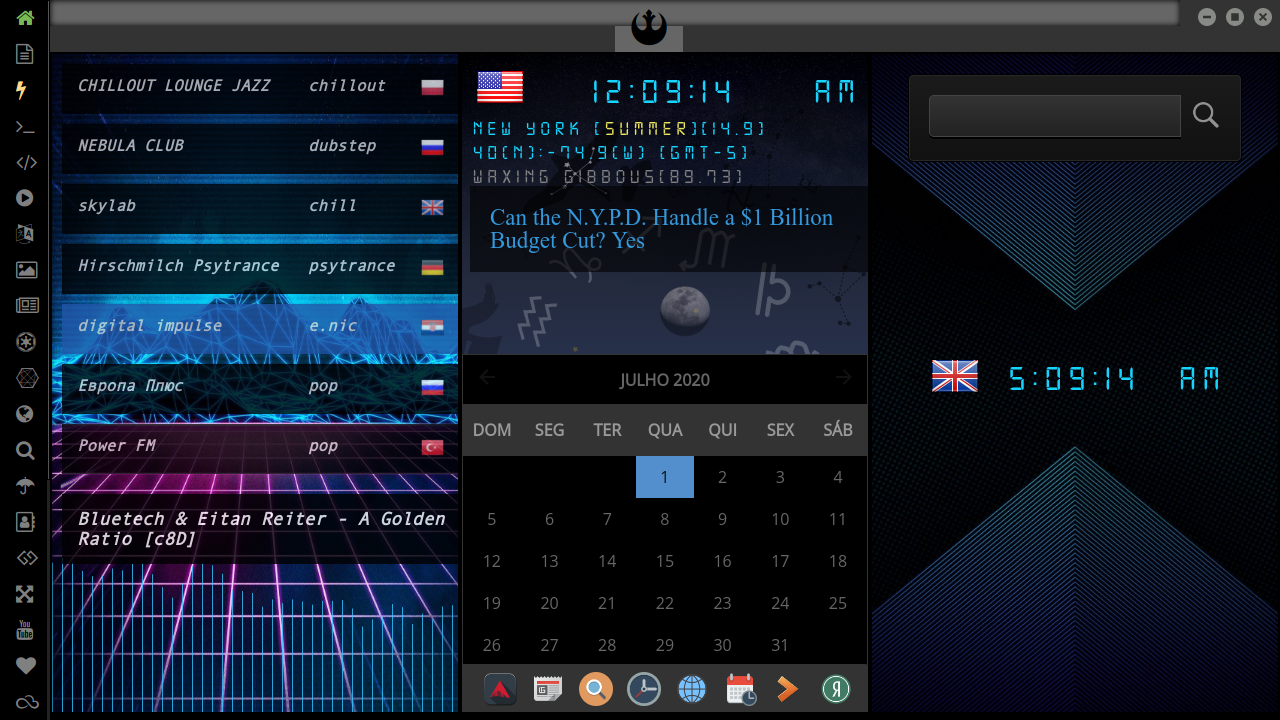 CHILLOUT LOUNGE JAZZ chillout
NEBULA CLUB dubstep
skylab chill
Hirschmilch Psytrance psytrance
digital impulse e.nic
Европа Плюс pop
Power FM pop
Bluetech & Eitan Reiter - A Golden
Ratio [c8D]
12:09:14 AM
NEW YORK [SUMMER][14.9]
40(N):-74.9(W) (GMT-5)
WAXING GIBBOUS[89.73]
Can the N.Y.P.D. Handle a $1 Billion
Budget Cut? Yes
JULHO 2020
DOM SEG TER QUA QUI SEX SÁB
1 2 3 4
5 6 7 8 9 10 11
12 13 14 15 16 17 18
19 20 21 22 23 24 25
26 27 28 29 30 31
5:09:14 AM
You
Tube
Я